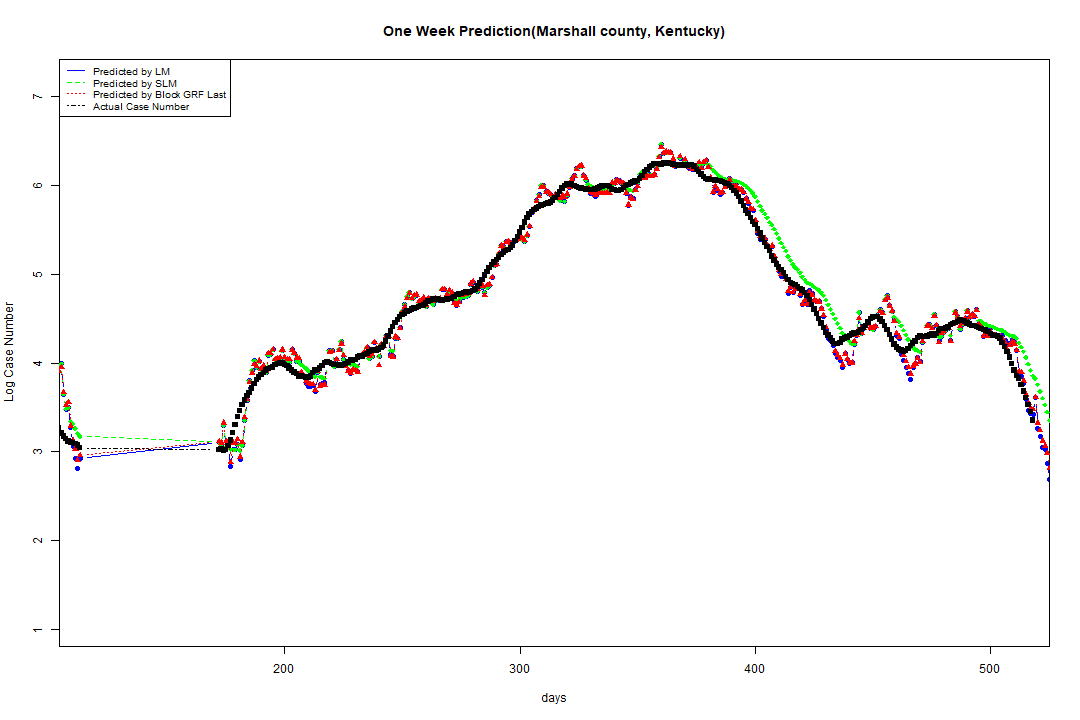 One Week Prediction(Marshall county, Kentucky)
Predicted by LM
Predicted by SLM
Predicted by Block GRF Last
Actual Case Number
7
6
5
4
3
2
1
Log Case Number
200 300 400 500
days